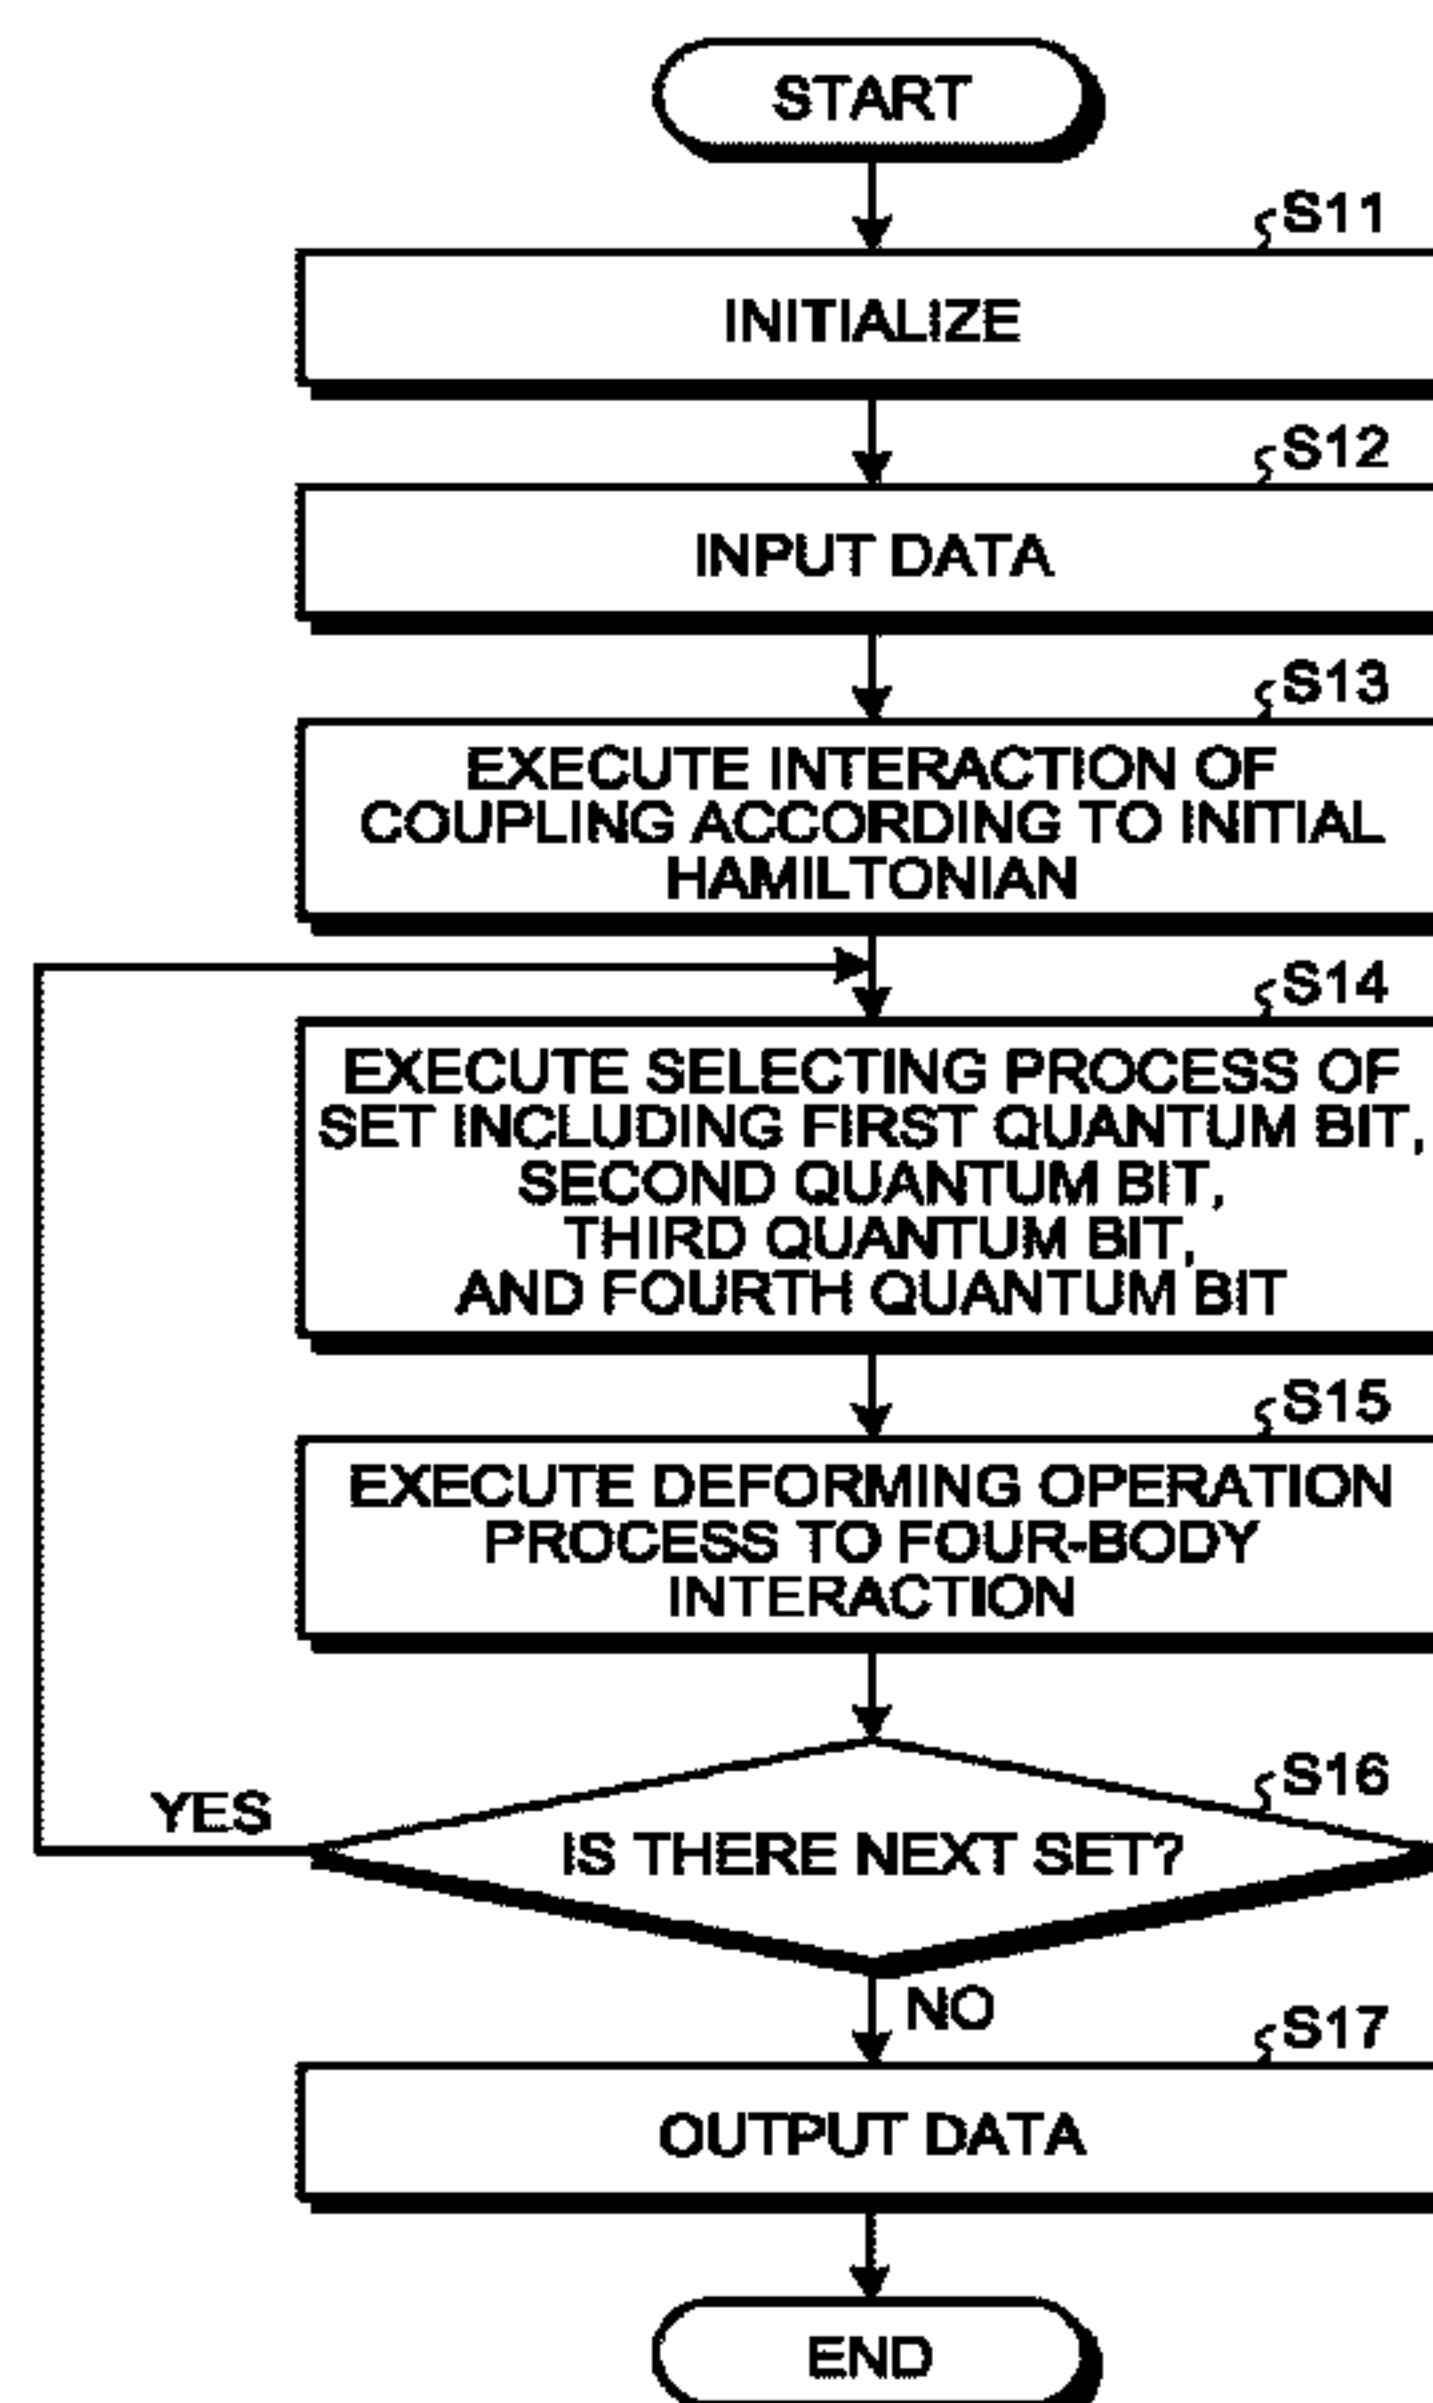 START
S11
INITIALIZE
S12
INPUT DATA
S13
EXECUTE INTERACTION OF
COUPLING ACCORDING TO INITIAL
HAMILTONIAN
S14
EXECUTE SELECTING PROCESS OF
SET INCLUDING FIRST QUANTUM BIT,
SECOND QUANTUM BIT,
THIRD QUANTUM BIT,
AND FOURTH QUANTUM BIT
S15
EXECUTE DEFORMING OPERATION
PROCESS TO FOUR-BODY
INTERACTION
S16
YES
IS THERE NEXT SET?
NO
S17
OUTPUT DATA
END